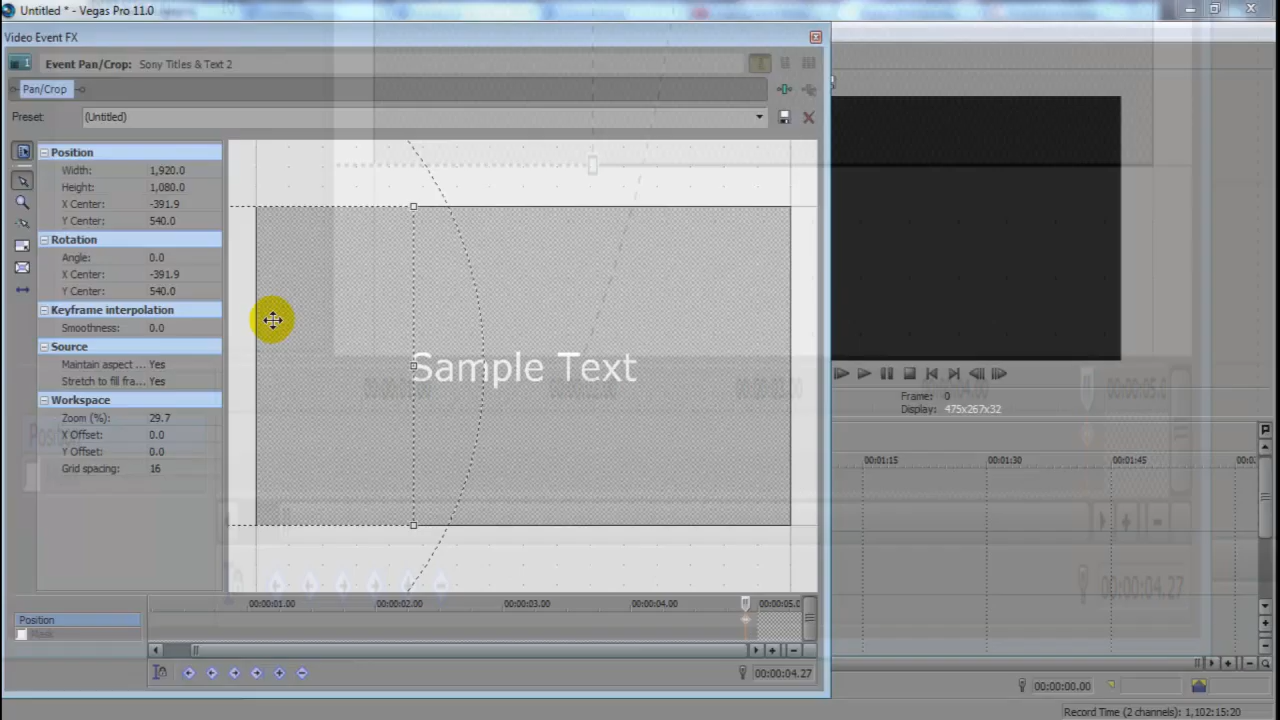 Untitled * - Vegas Pro 11.0
Video Event FX
1 Event Pan/Crop: Sony Titles & Text 2
Pan/Crop
Preset: (Untitled)
Position
Width: 1,920.0
Height: 1,080.0
X Center: -391.9
Y Center: 540.0
Rotation
Angle: 0.0
X Center: -391.9
Y Center: 540.0
Keyframe interpolation
Smoothness: 0.0
Source
Maintain aspect ... Yes
Stretch to fill fra... Yes
Workspace
Zoom (%): 29.7
X Offset: 0.0
Y Offset: 0.0
Grid spacing: 16
Sample Text
Frame: 0
Display: 475x267x32
00:01:15 00:01:30 00:01:45
00:00:01.00 00:00:02.00 00:00:03.00 00:00:04.00 00:00:05.0
Position
Mask
00:00:04.27
00:00:04.27
00:00:00.00
Record Time (2 channels): 1,102:15:20